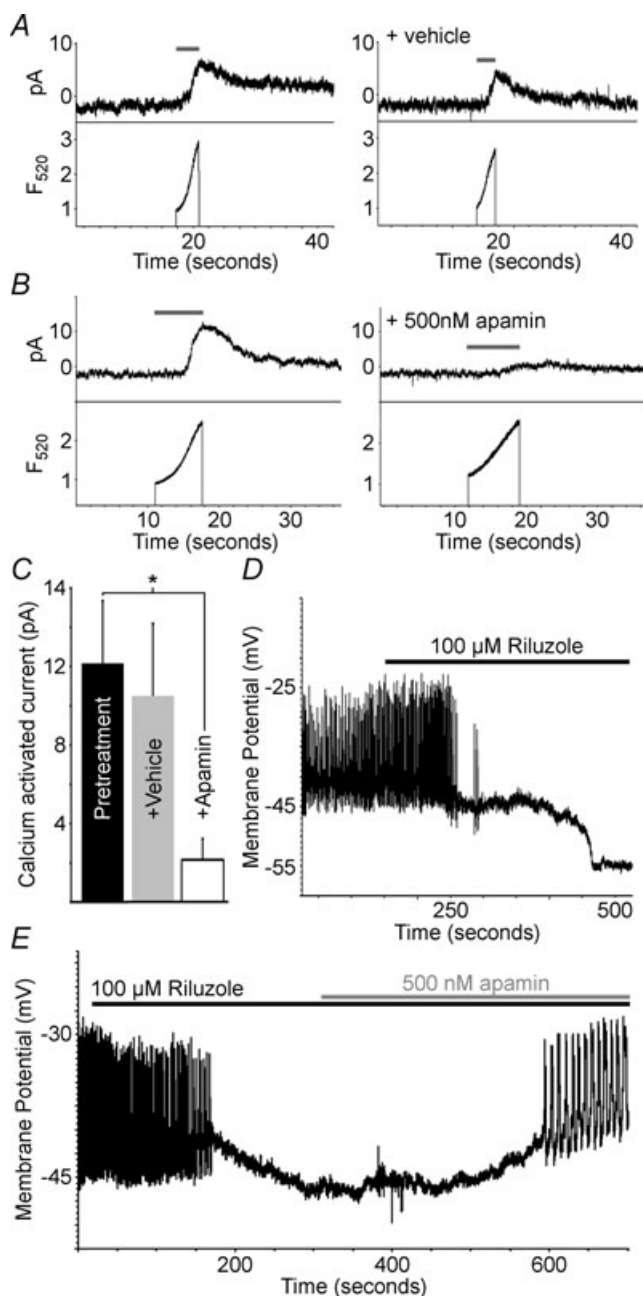 A
+ vehicle
10
0
pA
10
0
3
2
1
F520
3
2
1
20 40
Time (seconds)
20 40
Time (seconds)
B
+ 500nM apamin
10
0
pA
10
0
2
1
F520
2
1
10 20 30
Time (seconds)
10 20 30
Time (seconds)
C
14
12
10
8
6
4
2
Calcium activated current (pA)
*
Pretreatment
+Vehicle
+Apamin
D
100 µM Riluzole
-25
-45
-55
Membrane Potential (mV)
250 500
Time (seconds)
E
100 µM Riluzole
500 nM apamin
-30
-45
Membrane Potential (mV)
200 400 600
Time (seconds)